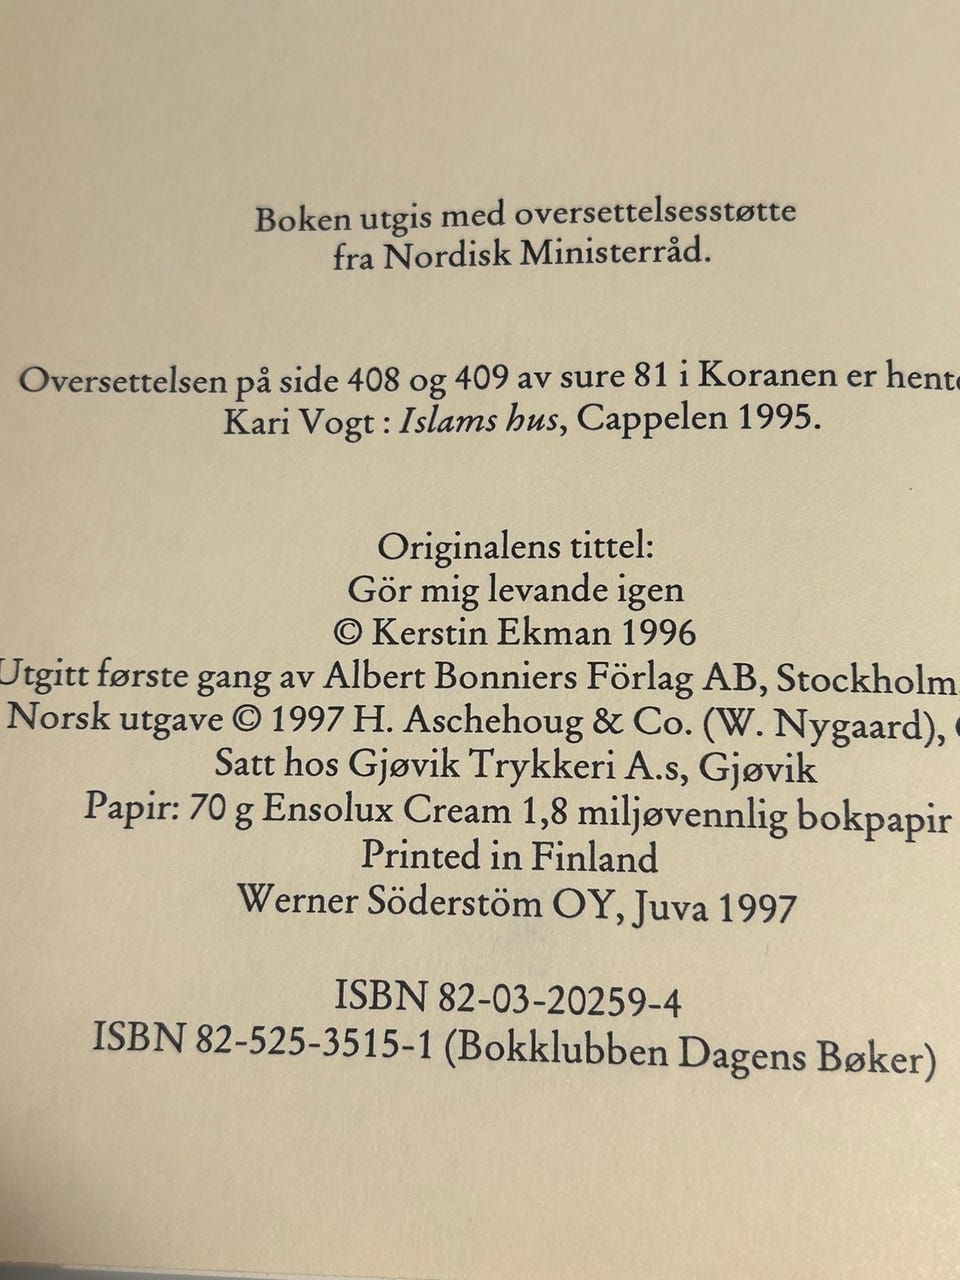 Boken utgis med oversettelsesstøtte
fra Nordisk Ministerråd.
Oversettelsen på side 408 og 409 av sure 81 i Koranen er
Kari Vogt : Islams hus, Cappelen 1995.
Originalens tittel:
Gör mig levande igen
© Kerstin Ekman 1996
Utgitt første gang av Albert Bonniers Förlag AB, Stockholm
Norsk utgave © 1997 H. Aschehoug & Co. (W. Nygaard),
Satt hos Gjøvik Trykkeri A.s, Gjøvik
Papir: 70 g Ensolux Cream 1,8 miljøvennlig bokpapir
Printed in Finland
Werner Söderstöm OY, Juva 1997
ISBN 82-03-20259-4
ISBN 82-525-3515-1 (Bokklubben Dagens Bøker)